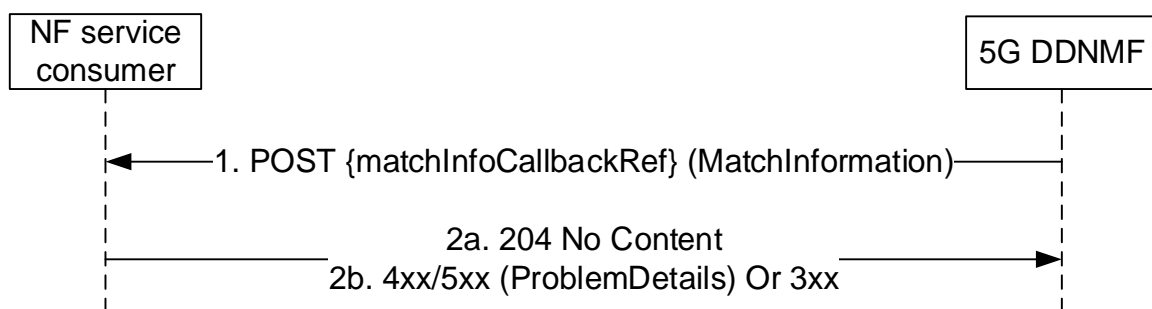 NF service
consumer
5G DDNMF
1. POST {matchInfoCallbackRef} (MatchInformation)
2a. 204 No Content
2b. 4xx/5xx (ProblemDetails) Or 3xx